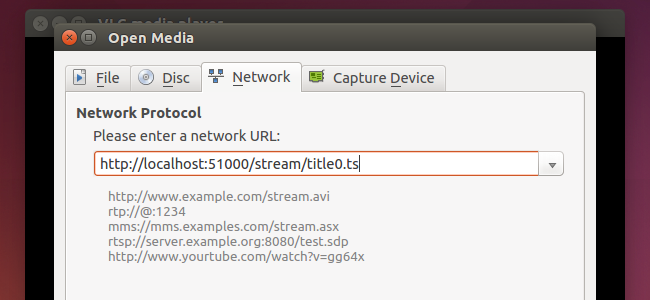 VLC media player
Open Media
File Disc Network Capture Device
Network Protocol
Please enter a network URL:
http://localhost:51000/stream/title0.ts
http://www.example.com/stream.avi
rtp://@:1234
mms://mms.examples.com/stream.asx
rtsp://server.example.org:8080/test.sdp
http://www.yourtube.com/watch?v=gg64x